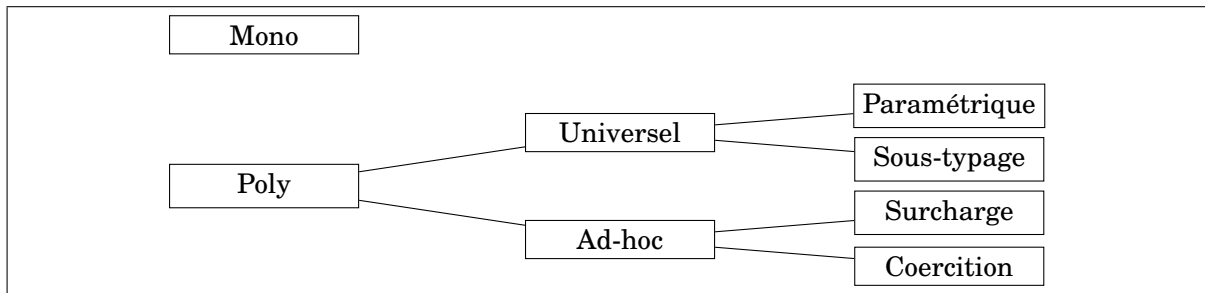 Mono
Poly
Universel
Ad-hoc
Paramétrique
Sous-typage
Surcharge
Coercition